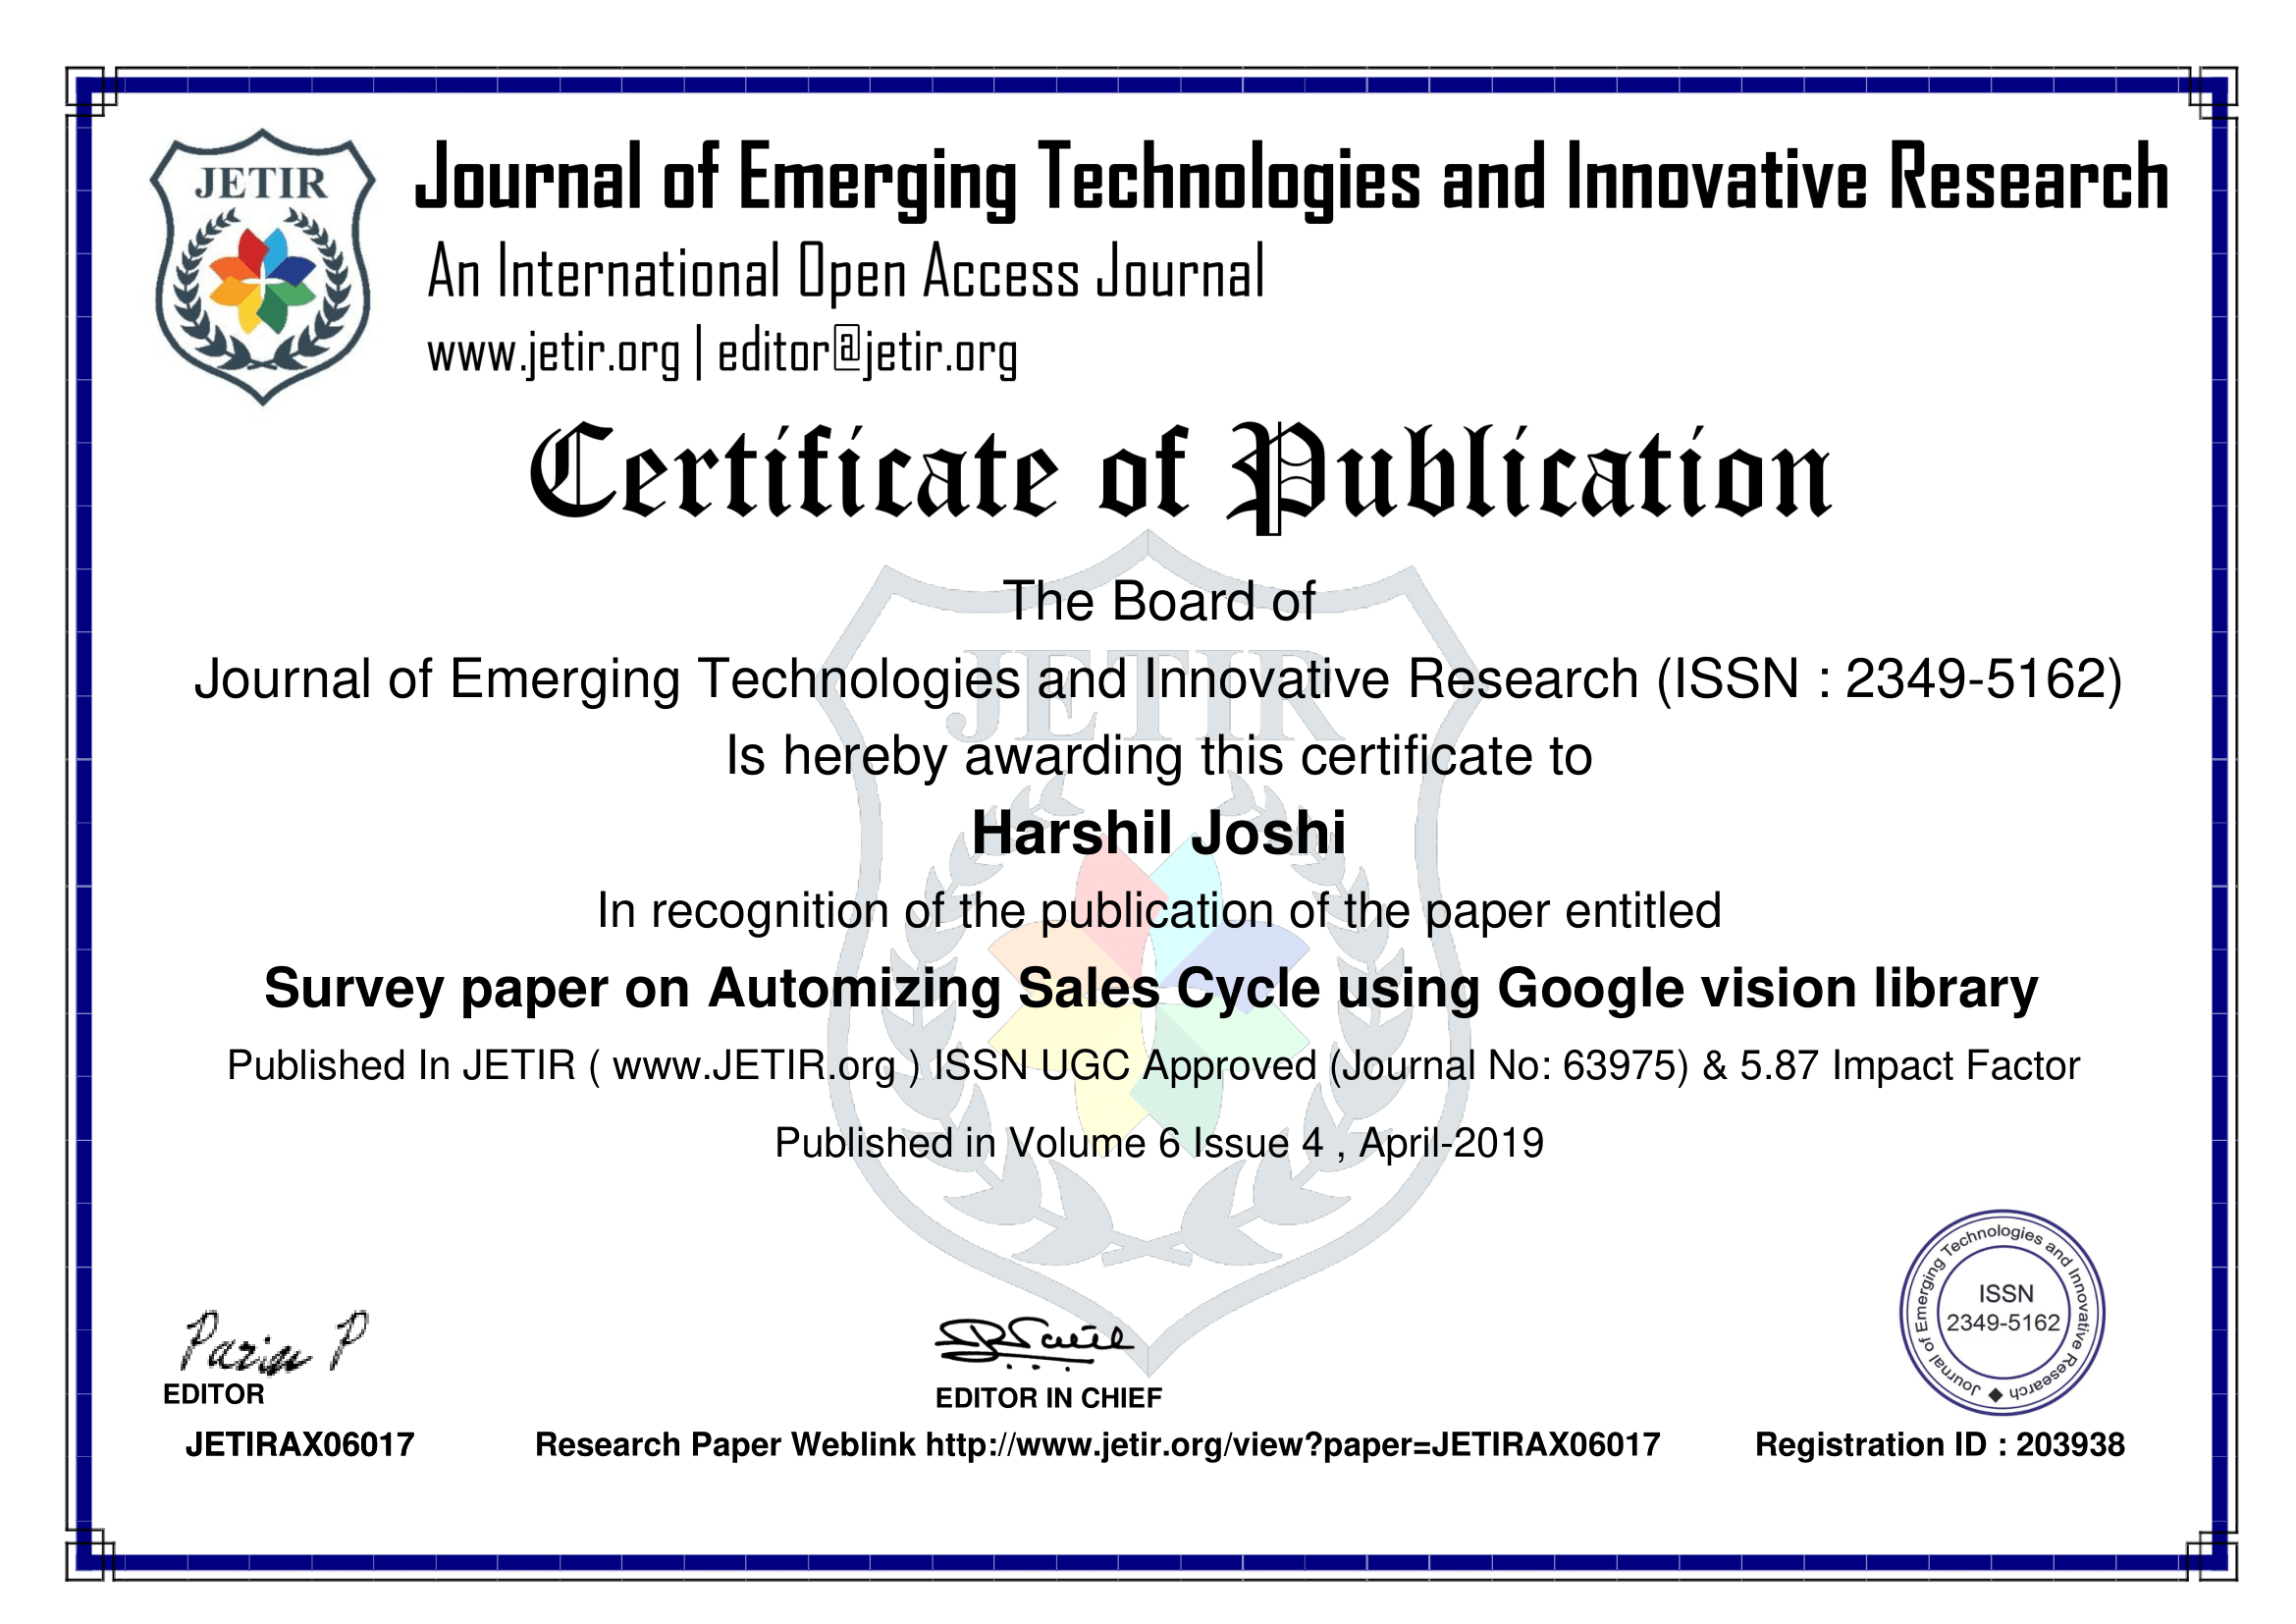 JETIR
Journal of Emerging Technologies and Innovative Research
An International Open Access Journal
www.jetir.org | editor@jetir.org
Certificate of Publication
The Board of
Journal of Emerging Technologies and Innovative Research (ISSN : 2349-5162)
Is hereby awarding this certificate to
Harshil Joshi
In recognition of the publication of the paper entitled
Survey paper on Automizing Sales Cycle using Google vision library
Published In JETIR ( www.JETIR.org ) ISSN UGC Approved (Journal No: 63975) & 5.87 Impact Factor
Published in Volume 6 Issue 4 , April-2019
JETIR
EDITOR
EDITOR IN CHIEF
Journal of Emerging Technologies and Innovative Research
ISSN
2349-5162
JETIRAX06017
Research Paper Weblink http://www.jetir.org/view?paper=JETIRAX06017
Registration ID : 203938